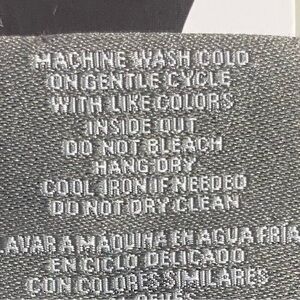 MACHINE WASH COLD
ON GENTLE CYCLE
WITH LIKE COLORS
INSIDE OUT
DO NOT BLEACH
HANG DRY
COOL IRON IF NEEDED
DO NOT DRY CLEAN
LAVAR A MAQUINA EN AGUA FRÍA
EN CICLO DELICADO
CON COLORES SIMILARES